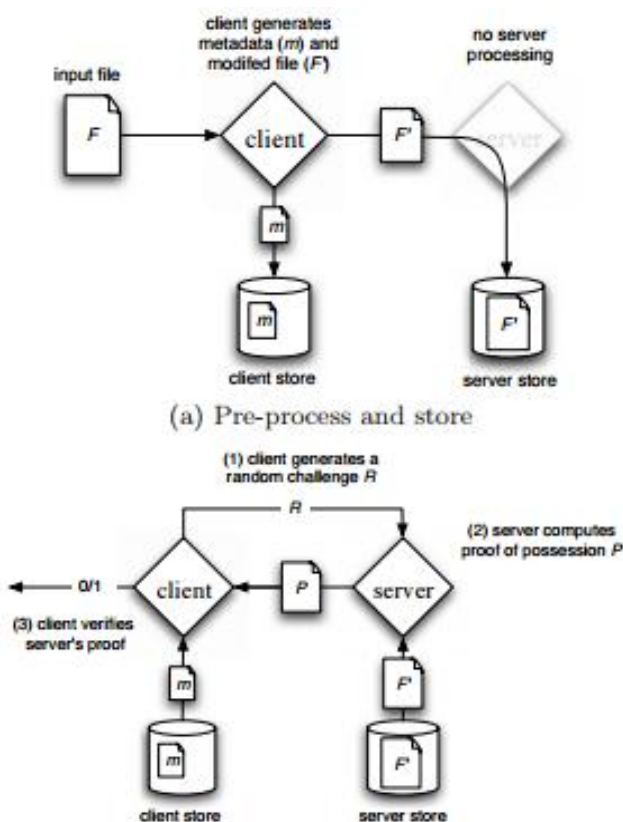 client generates
metadata (m) and
modifed file (F')
no server
processing
input file
F
client
F'
server
m
m
F'
client store
server store
(a) Pre-process and store
(1) client generates a
random challenge R
R
(2) server computes
proof of possession P
0/1
client
P
server
(3) client verifies
server's proof
m
F'
m
F'
client store
server store